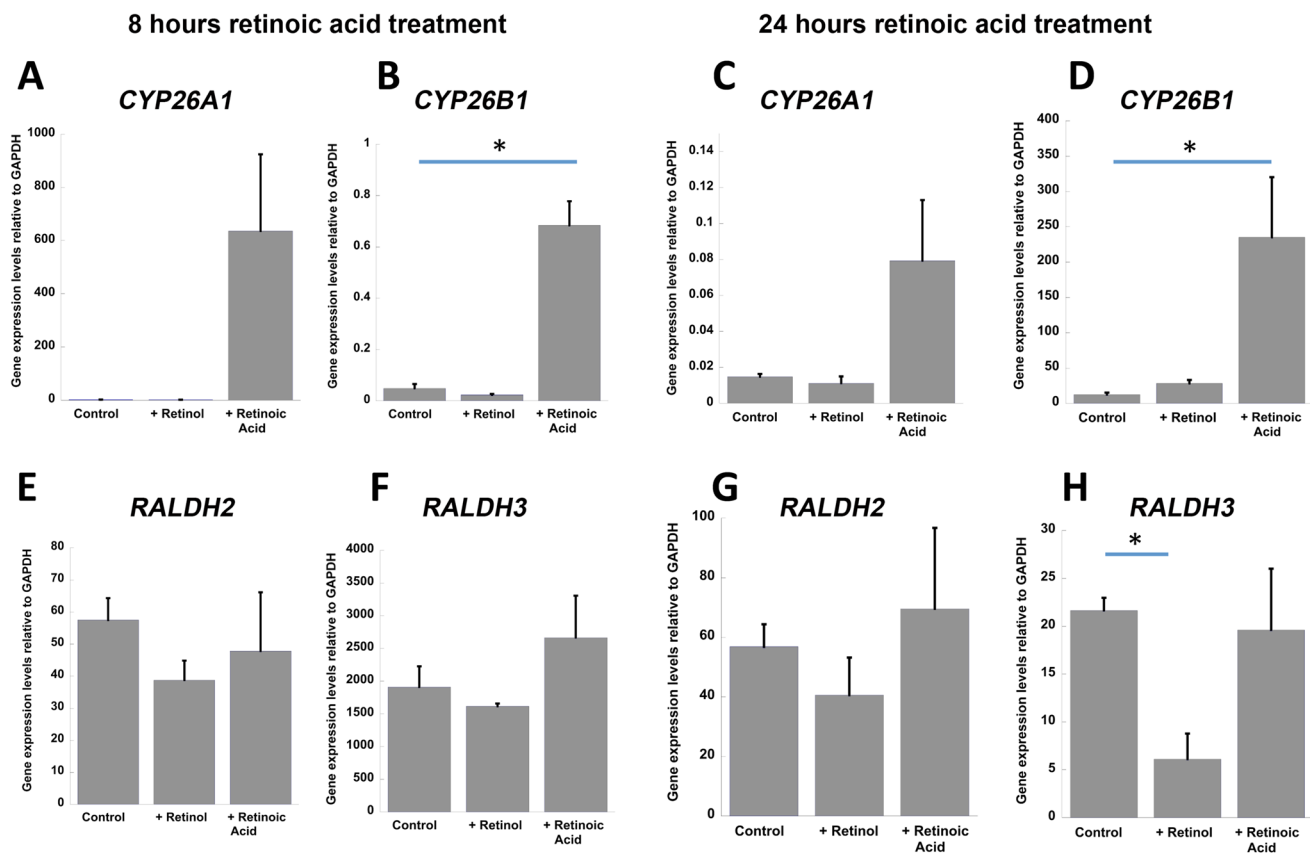 8 hours retinoic acid treatment
24 hours retinoic acid treatment
A
CYP26A1
Gene expression levels relative to GAPDH
1000
800
600
400
200
0
Control
+ Retinol
+ Retinoic
Acid
B
CYP26B1
Gene expression levels relative to GAPDH
1
0.8
0.6
0.4
0.2
0
*
Control
+ Retinol
+ Retinoic
Acid
C
CYP26A1
Gene expression levels relative to GAPDH
0.14
0.12
0.1
0.08
0.06
0.04
0.02
0
Control
+ Retinol
+ Retinoic
Acid
D
CYP26B1
Gene expression levels relative to GAPDH
400
350
300
250
200
150
100
50
0
*
Control
+ Retinol
+ Retinoic
Acid
E
RALDH2
Gene expression levels relative to GAPDH
80
70
60
50
40
30
20
10
0
Control
+ Retinol
+ Retinoic
Acid
F
RALDH3
Gene expression levels relative to GAPDH
4000
3500
3000
2500
2000
1500
1000
500
0
Control
+ Retinol
+ Retinoic
Acid
G
RALDH2
Gene expression levels relative to GAPDH
100
80
60
40
20
0
Control
+ Retinol
+ Retinoic
Acid
H
RALDH3
Gene expression levels relative to GAPDH
30
25
20
15
10
5
0
*
Control
+ Retinol
+ Retinoic
Acid